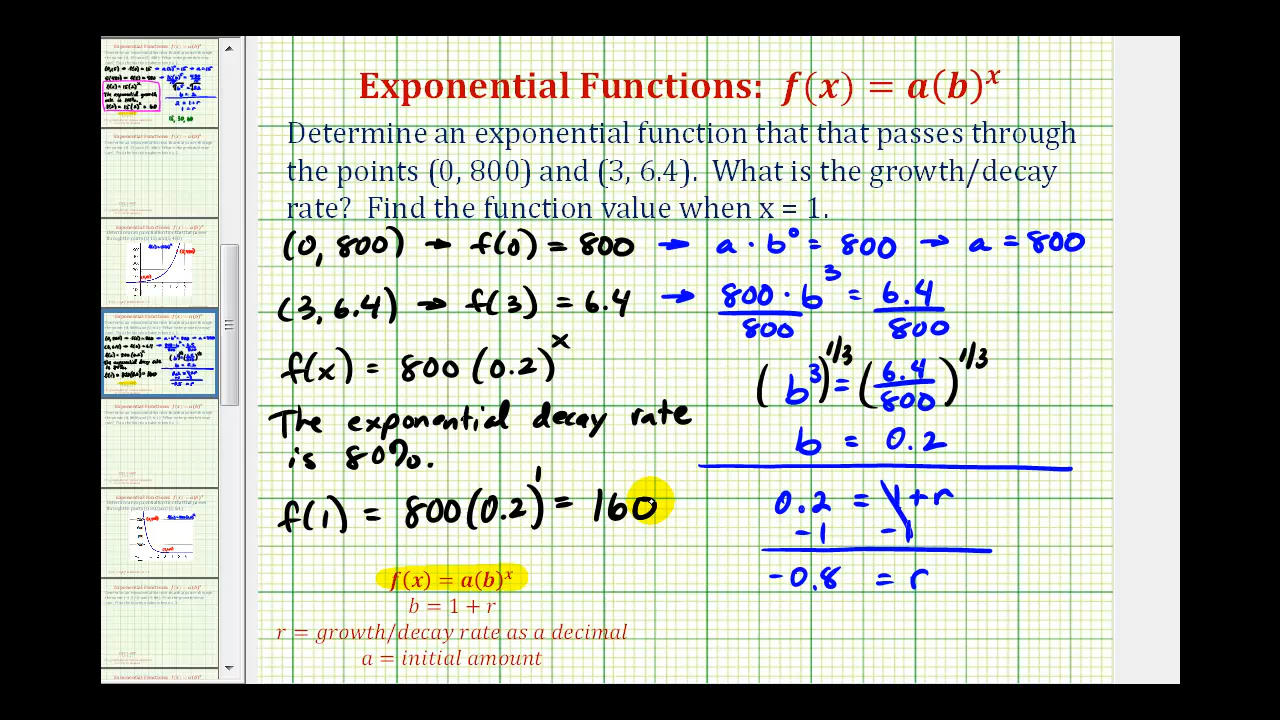 Exponential Functions: f(x) = a(b)^x
Determine an exponential function that that passes through
the points (0, 800) and (3, 6.4). What is the growth/decay
rate? Find the function value when x = 1.
(0, 800) → f(0) = 800 → a · b^0 = 800 → a = 800
(3, 6.4) → f(3) = 6.4 → 800 · b^3 / 800 = 6.4 / 800
f(x) = 800 (0.2)^x
(b^3)^1/3 = (6.4 / 800)^1/3
The exponential decay rate
is 80%.
b = 0.2
f(1) = 800(0.2)^1 = 160
0.2 = 1 + r
-1 -1
-0.8 = r
f(x) = a(b)^x
b = 1 + r
r = growth/decay rate as a decimal
a = initial amount